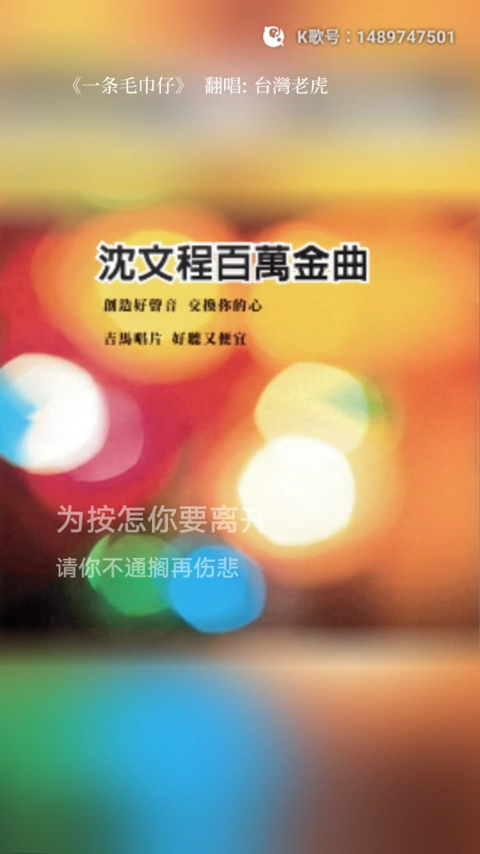 K歌号：1489747501
《一条毛巾仔》 翻唱: 台灣老虎
沈文程百萬金曲
創造好聲音 交換你的心
吉馬唱片 好聽又便宜
为按怎你要离开
请你不通搁再伤悲